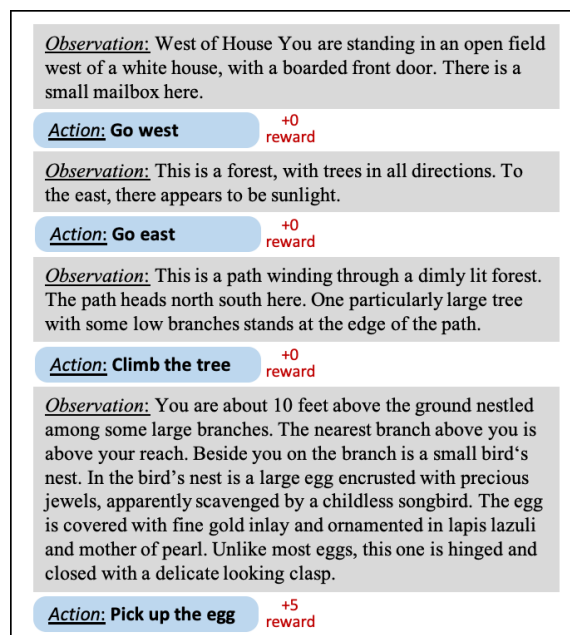 Observation: West of House You are standing in an open field
west of a white house, with a boarded front door. There is a
small mailbox here.
Action: Go west
+0
reward
Observation: This is a forest, with trees in all directions. To
the east, there appears to be sunlight.
Action: Go east
+0
reward
Observation: This is a path winding through a dimly lit forest.
The path heads north south here. One particularly large tree
with some low branches stands at the edge of the path.
Action: Climb the tree
+0
reward
Observation: You are about 10 feet above the ground nestled
among some large branches. The nearest branch above you is
above your reach. Beside you on the branch is a small bird‘s
nest. In the bird’s nest is a large egg encrusted with precious
jewels, apparently scavenged by a childless songbird. The egg
is covered with fine gold inlay and ornamented in lapis lazuli
and mother of pearl. Unlike most eggs, this one is hinged and
closed with a delicate looking clasp.
Action: Pick up the egg
+5
reward